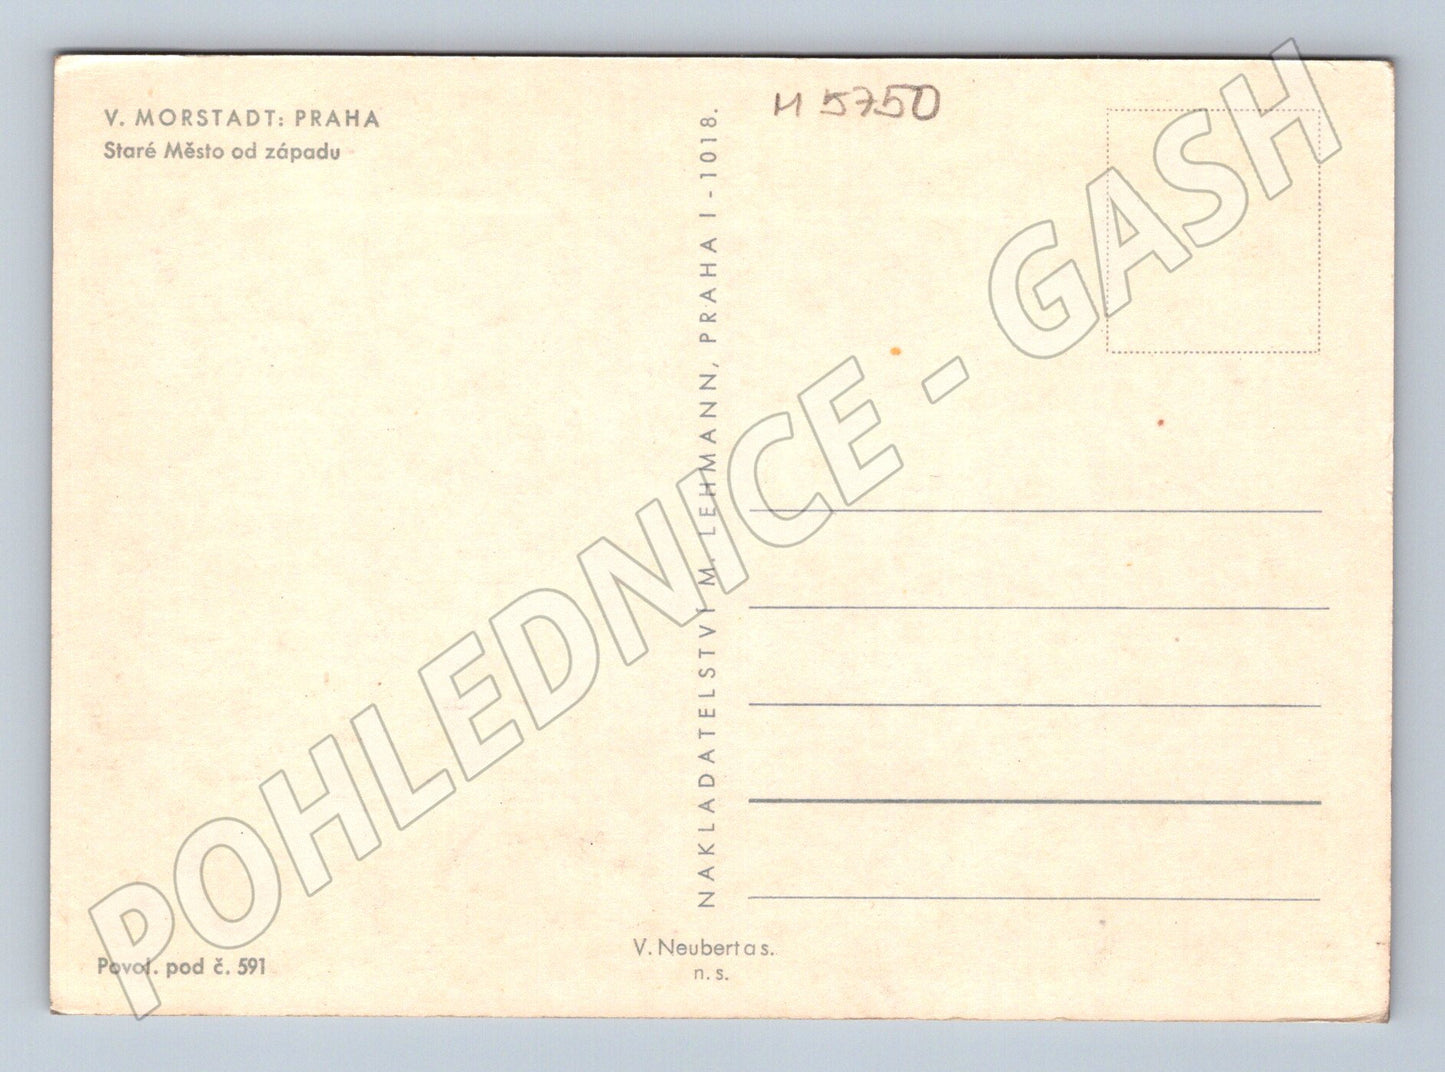 V. MORSTADT: PRAHA
Staré Město od západu
M 5750
NAKLADATELSTVÍ M. LEHMANN, PRAHA I - 1018.
POHLEDNICE - GASH
Povol. pod č. 591
V. Neubert a s.
n. s.